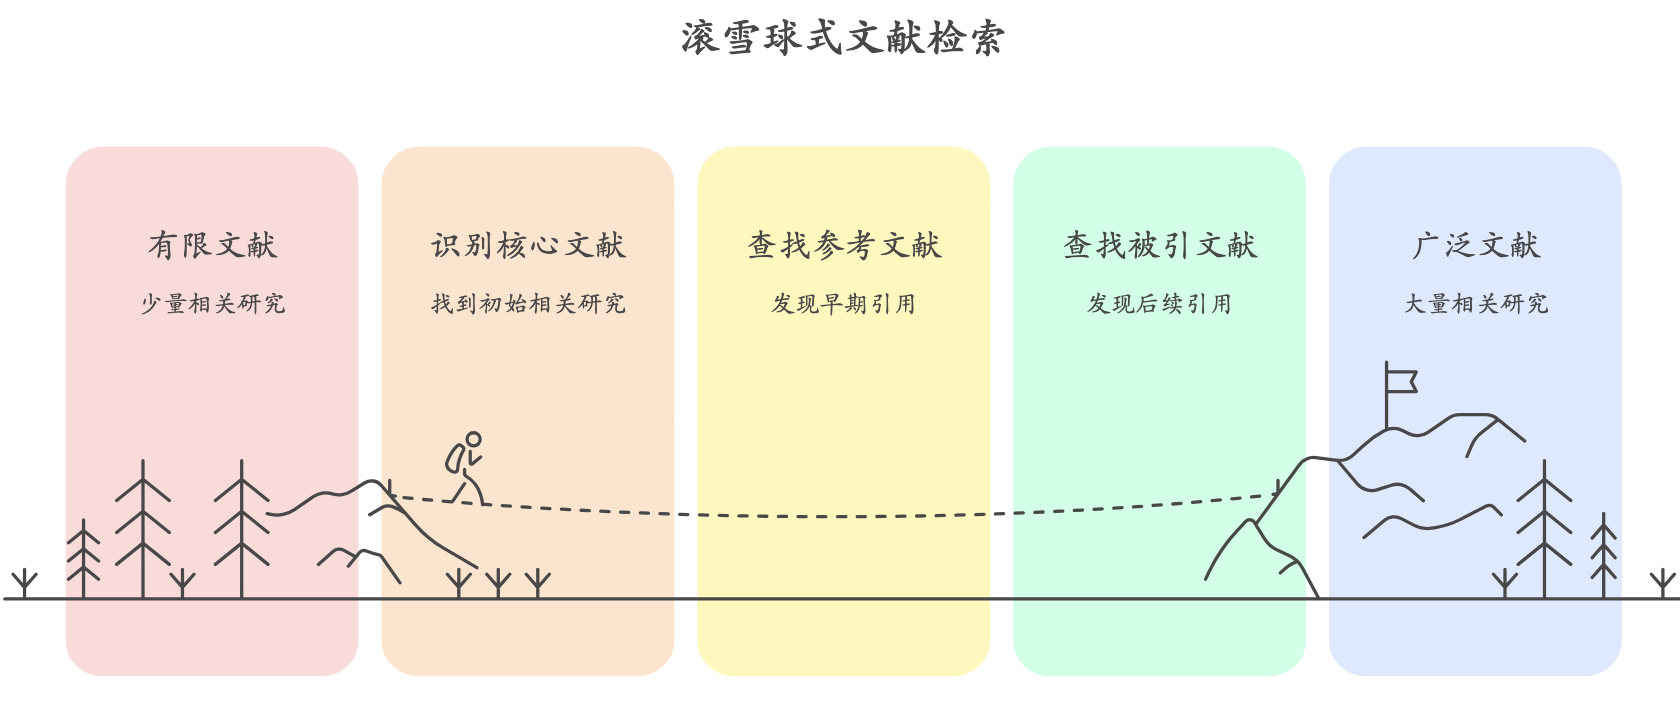 滚雪球式文献检索
有限文献
少量相关研究
识别核心文献
找到初始相关研究
查找参考文献
发现早期引用
查找被引文献
发现后续引用
广泛文献
大量相关研究